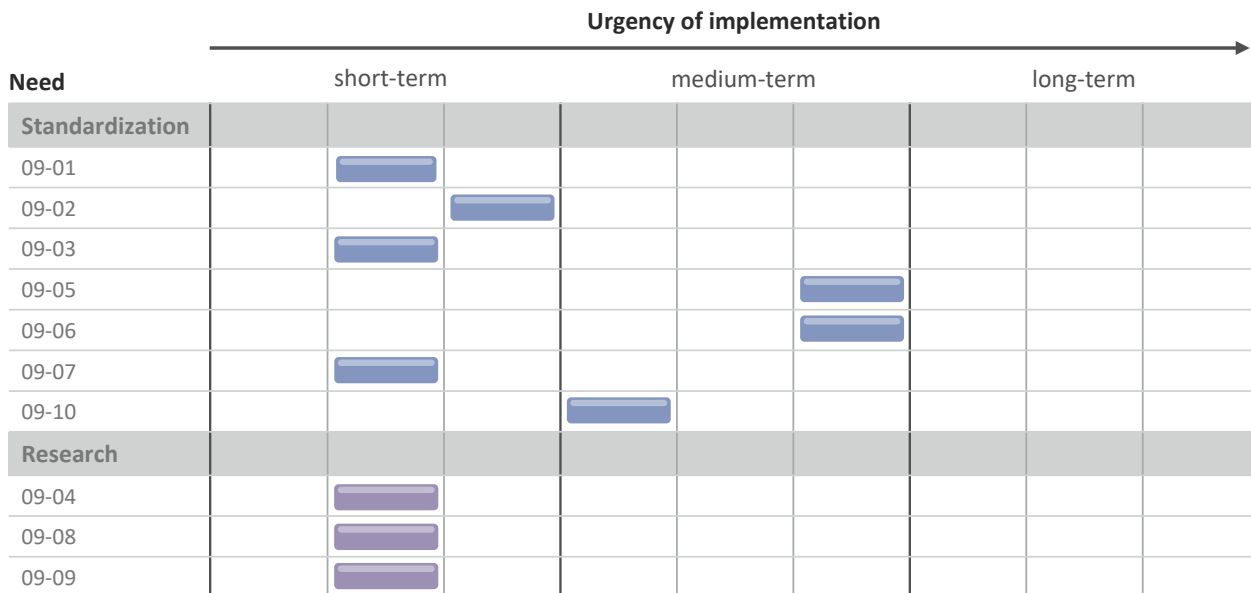 Urgency of implementation
Need short-term medium-term long-term
Standardization
09-01
09-02
09-03
09-05
09-06
09-07
09-10
Research
09-04
09-08
09-09